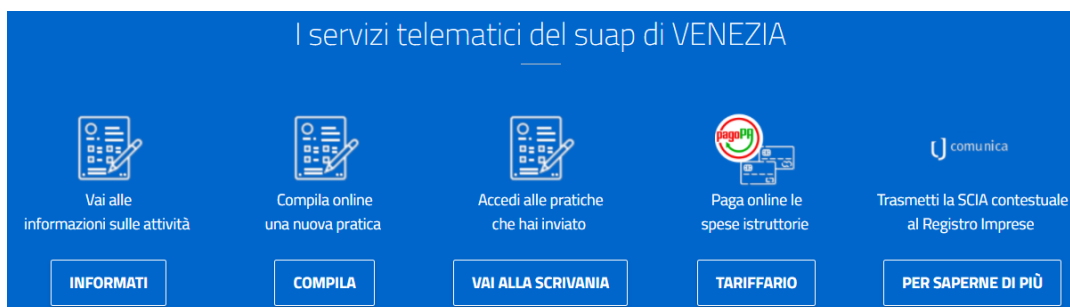 I servizi telematici del suap di VENEZIA
Vai alle
informazioni sulle attività
INFORMATI
Compila online
una nuova pratica
COMPILA
Accedi alle pratiche
che hai inviato
VAI ALLA SCRIVANIA
pagoPA
Paga online le
spese istruttorie
TARIFFARIO
comunica
Trasmetti la SCIA contestuale
al Registro Imprese
PER SAPERNE DI PIÙ